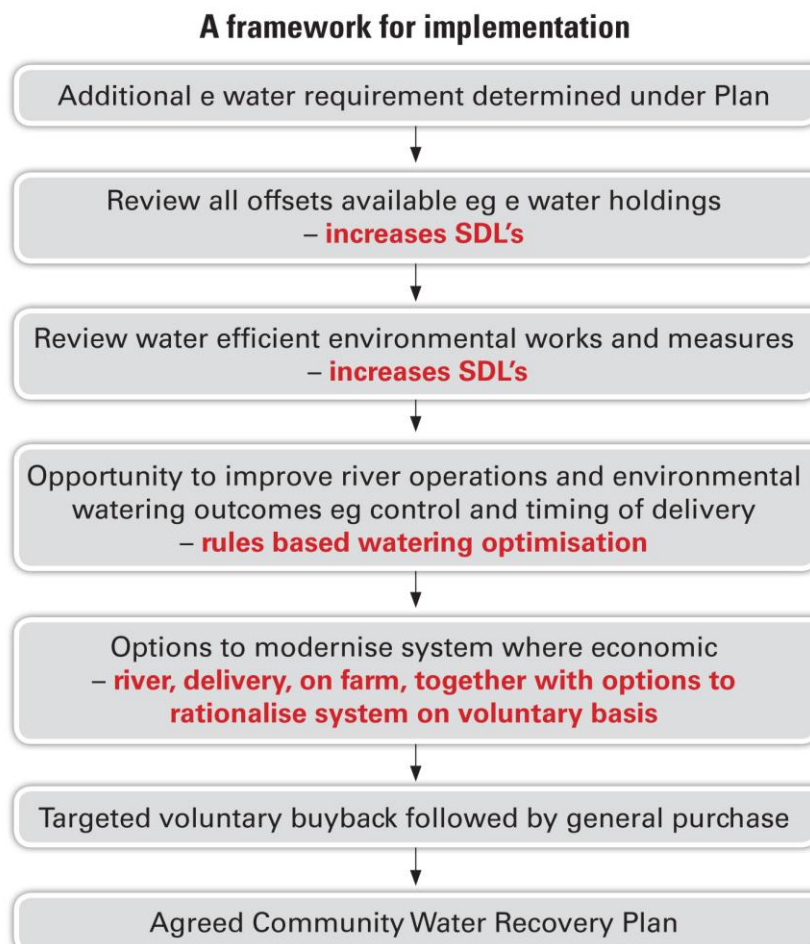 A framework for implementation
Additional e water requirement determined under Plan
Review all offsets available eg e water holdings
– increases SDL's
Review water efficient environmental works and measures
– increases SDL's
Opportunity to improve river operations and environmental
watering outcomes eg control and timing of delivery
– rules based watering optimisation
Options to modernise system where economic
– river, delivery, on farm, together with options to
rationalise system on voluntary basis
Targeted voluntary buyback followed by general purchase
Agreed Community Water Recovery Plan